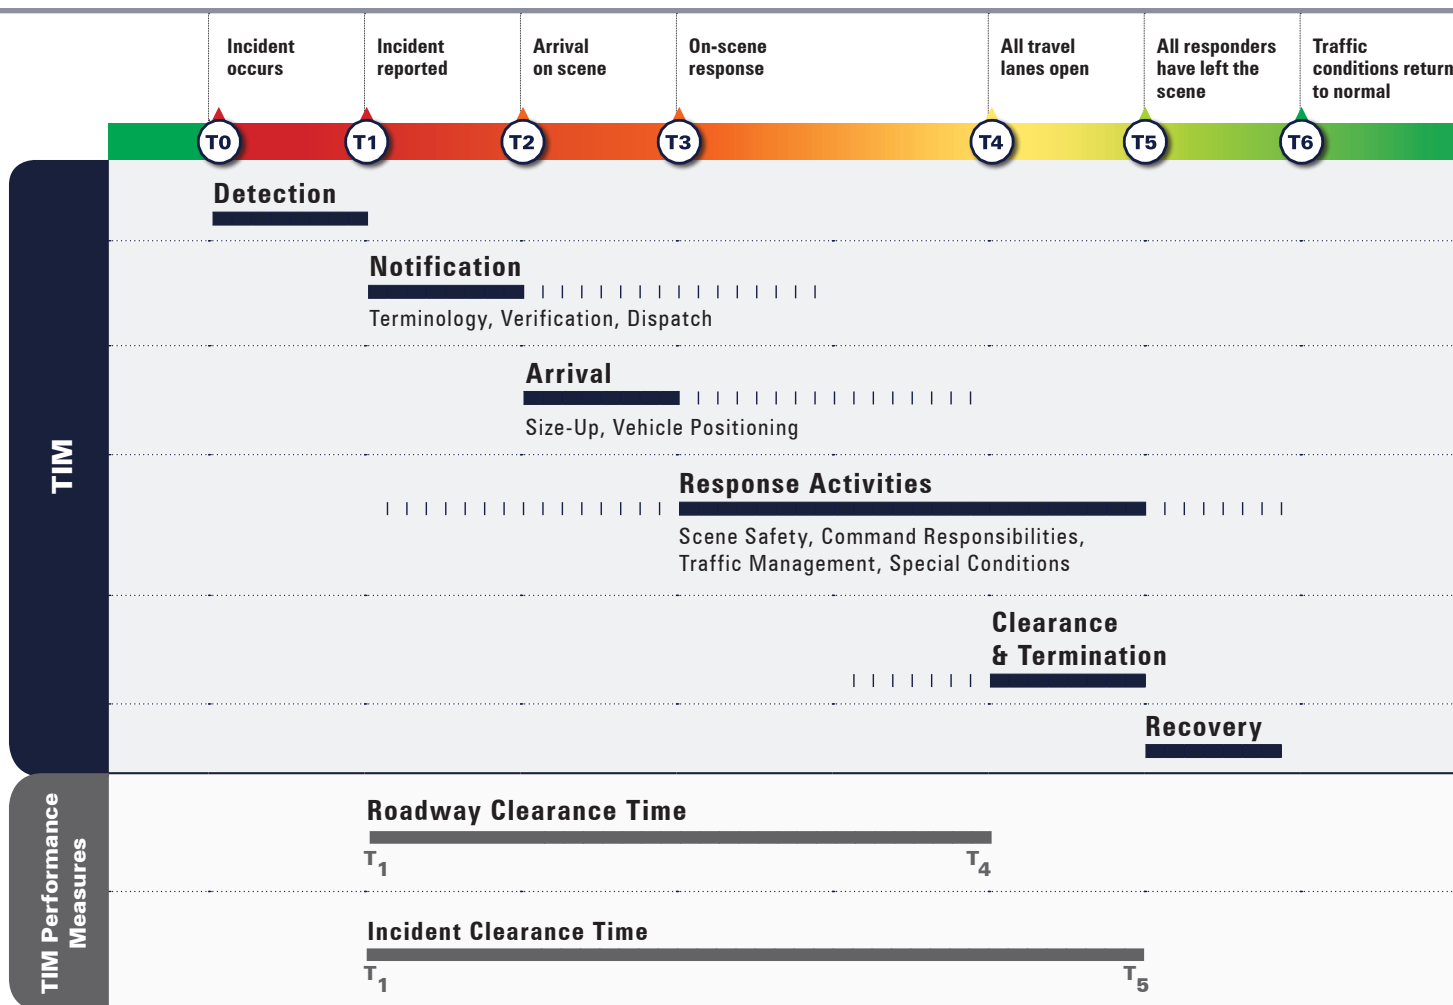 Incident
occurs
Incident
reported
Arrival
on scene
On-scene
response
All travel
lanes open
All responders
have left the
scene
Traffic
conditions return
to normal
T0
T1
T2
T3
T4
T5
T6
TIM
Detection
Notification
Terminology, Verification, Dispatch
Arrival
Size-Up, Vehicle Positioning
Response Activities
Scene Safety, Command Responsibilities,
Traffic Management, Special Conditions
Clearance
& Termination
Recovery
TIM Performance
Measures
Roadway Clearance Time
T1 T4
Incident Clearance Time
T1 T5